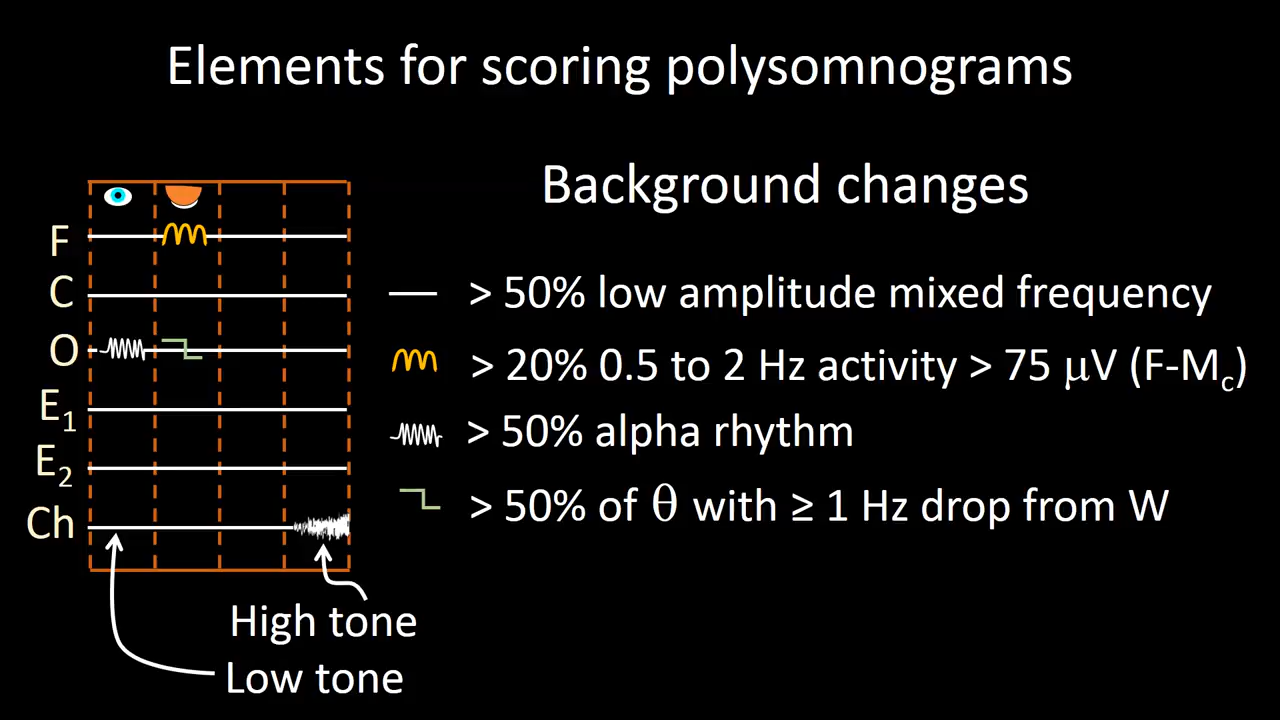 Elements for scoring polysomnograms
Background changes
F
C
O
E1
E2
Ch
> 50% low amplitude mixed frequency
> 20% 0.5 to 2 Hz activity > 75 μV (F-Mc)
> 50% alpha rhythm
> 50% of θ with ≥ 1 Hz drop from W
High tone
Low tone